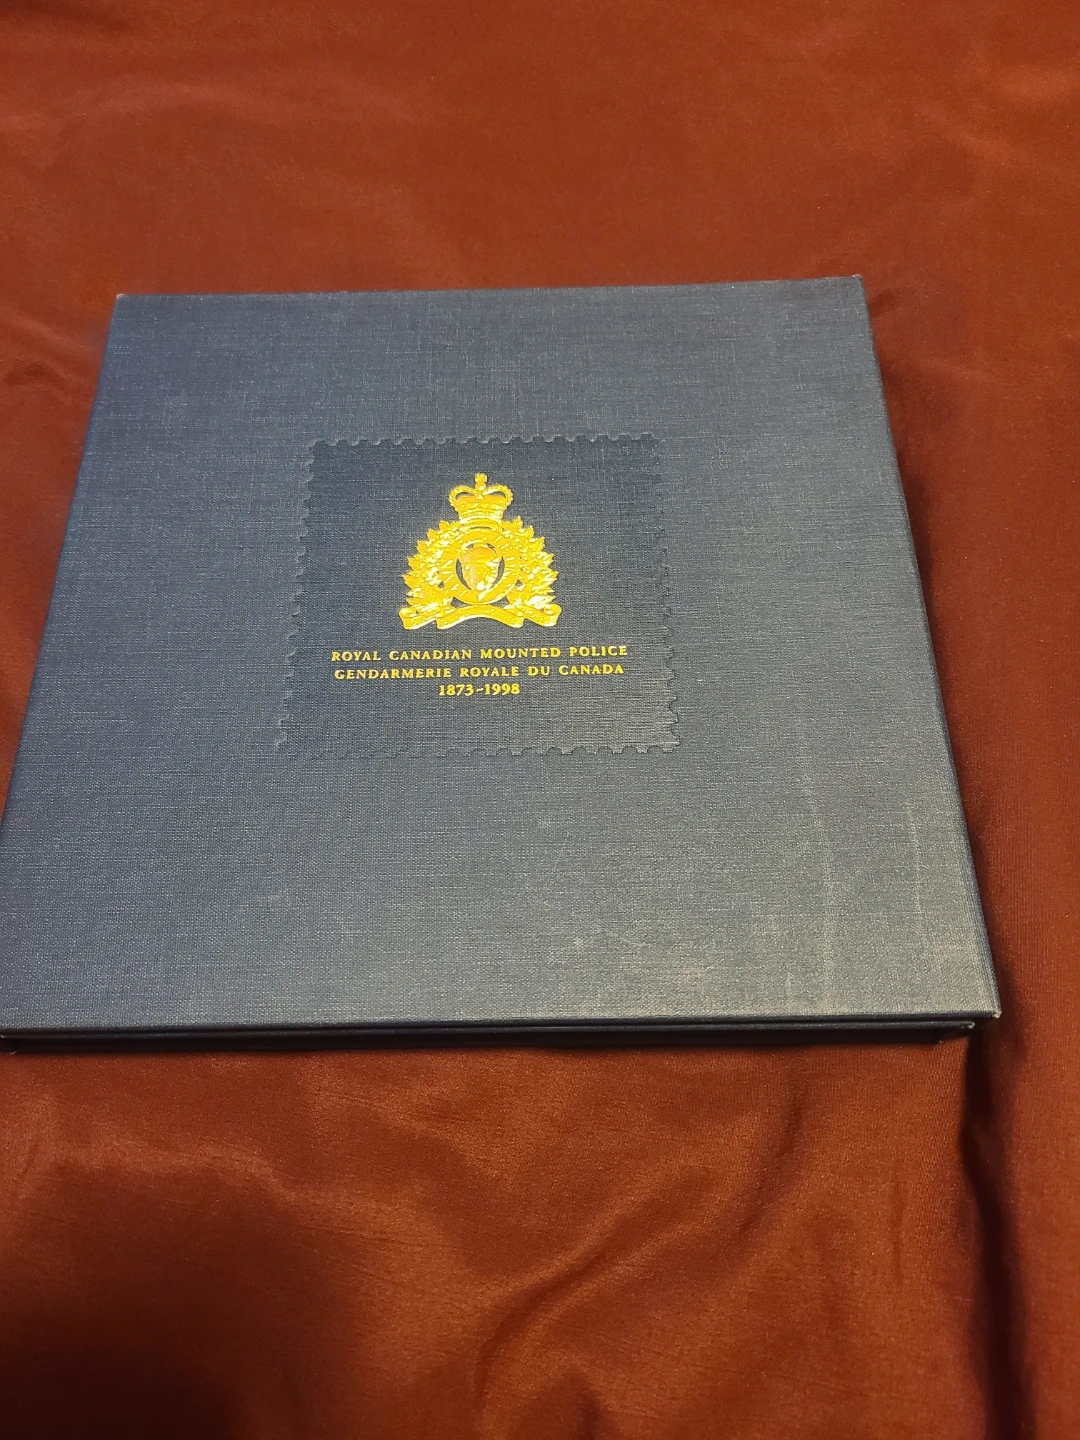 ROYAL CANADIAN MOUNTED POLICE
GENDARMERIE ROYALE DU CANADA
1873-1998